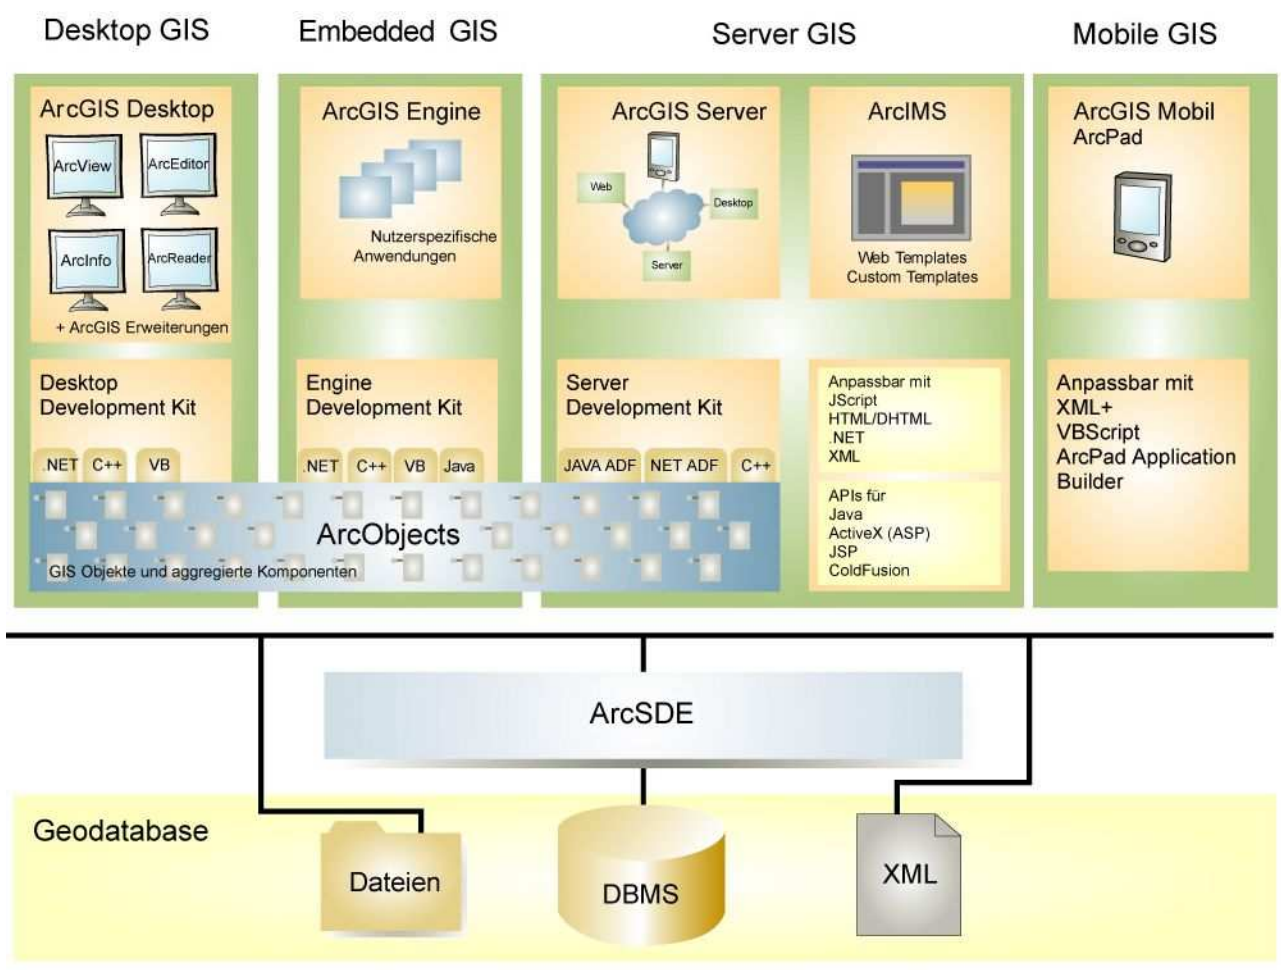 Desktop GIS
Embedded GIS
Server GIS
Mobile GIS
ArcGIS Desktop
ArcView
ArcEditor
ArcInfo
ArcReader
+ ArcGIS Erweiterungen
ArcGIS Engine
Nutzerspezifische
Anwendungen
ArcGIS Server
Web
Desktop
Server
ArcIMS
Web Templates
Custom Templates
ArcGIS Mobil
ArcPad
Desktop
Development Kit
.NET
C++
VB
Engine
Development Kit
.NET
C++
VB
Java
Server
Development Kit
JAVA ADF
NET ADF
C++
Anpassbar mit
JScript
HTML/DHTML
.NET
XML
APIs für
Java
ActiveX (ASP)
JSP
ColdFusion
Anpassbar mit
XML+
VBScript
ArcPad Application
Builder
ArcObjects
GIS Objekte und aggregierte Komponenten
ArcSDE
Geodatabase
Dateien
DBMS
XML